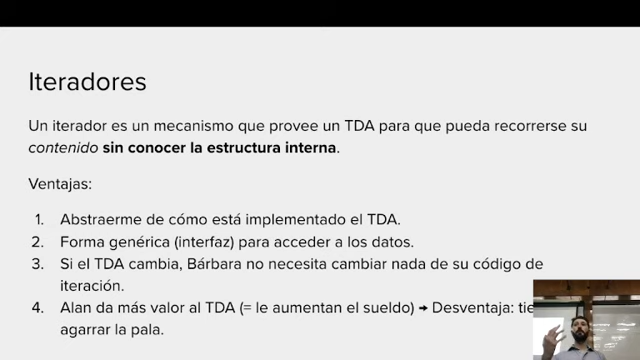 Iteradores
Un iterador es un mecanismo que provee un TDA para que pueda recorrerse su
contenido sin conocer la estructura interna.
Ventajas:
1. Abstraerme de cómo está implementado el TDA.
2. Forma genérica (interfaz) para acceder a los datos.
3. Si el TDA cambia, Bárbara no necesita cambiar nada de su código de
iteración.
4. Alan da más valor al TDA (= le aumentan el sueldo) → Desventaja:
agarrar la pala.